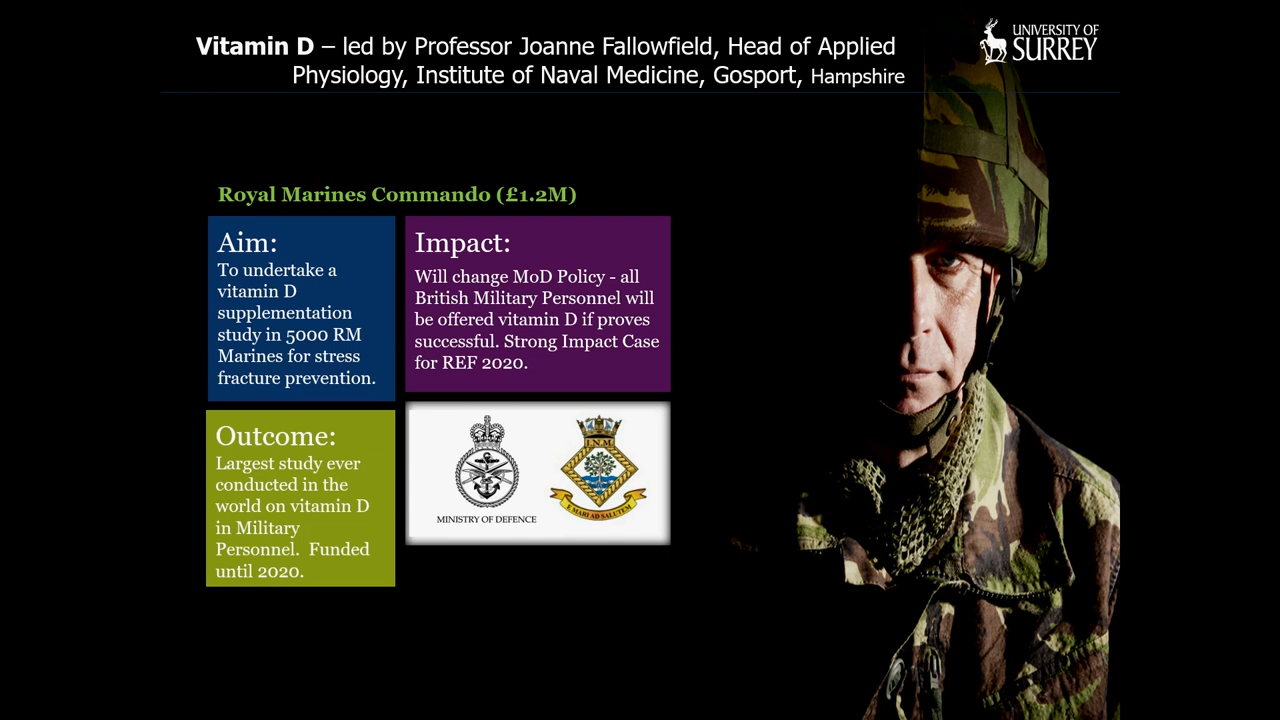 Vitamin D – led by Professor Joanne Fallowfield, Head of Applied
Physiology, Institute of Naval Medicine, Gosport, Hampshire
UNIVERSITY OF
SURREY
Royal Marines Commando (£1.2M)
Aim:
To undertake a
vitamin D
supplementation
study in 5000 RM
Marines for stress
fracture prevention.
Impact:
Will change MoD Policy - all
British Military Personnel will
be offered vitamin D if proves
successful. Strong Impact Case
for REF 2020.
Outcome:
Largest study ever
conducted in the
world on vitamin D
in Military
Personnel.  Funded
until 2020.
MINISTRY OF DEFENCE
I.N.M.
E MARI AD SALUTEM